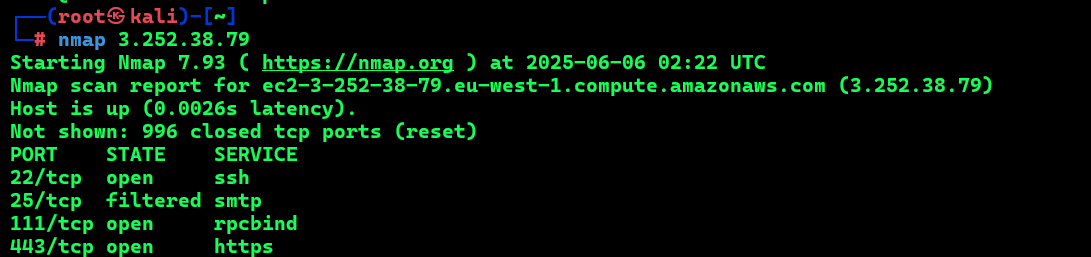 ┌──(root㉿kali)-[~]
└─# nmap 3.252.38.79
Starting Nmap 7.93 ( https://nmap.org ) at 2025-06-06 02:22 UTC
Nmap scan report for ec2-3-252-38-79.eu-west-1.compute.amazonaws.com (3.252.38.79)
Host is up (0.0026s latency).
Not shown: 996 closed tcp ports (reset)
PORT    STATE    SERVICE
22/tcp  open     ssh
25/tcp  filtered smtp
111/tcp open     rpcbind
443/tcp open     https